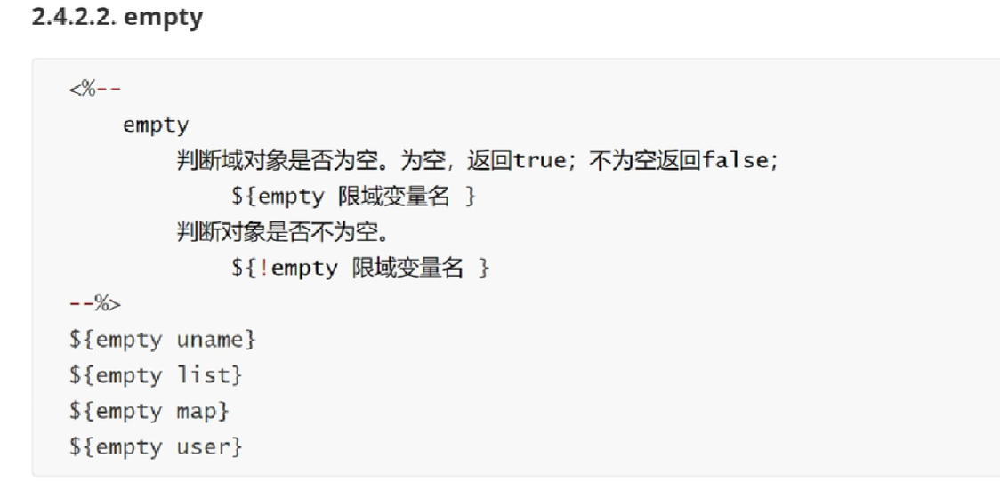 2.4.2.2. empty
<%--
empty
判断域对象是否为空。为空，返回true；不为空返回false；
${empty 限域变量名 }
判断对象是否不为空。
${!empty 限域变量名 }
--%>
${empty uname}
${empty list}
${empty map}
${empty user}